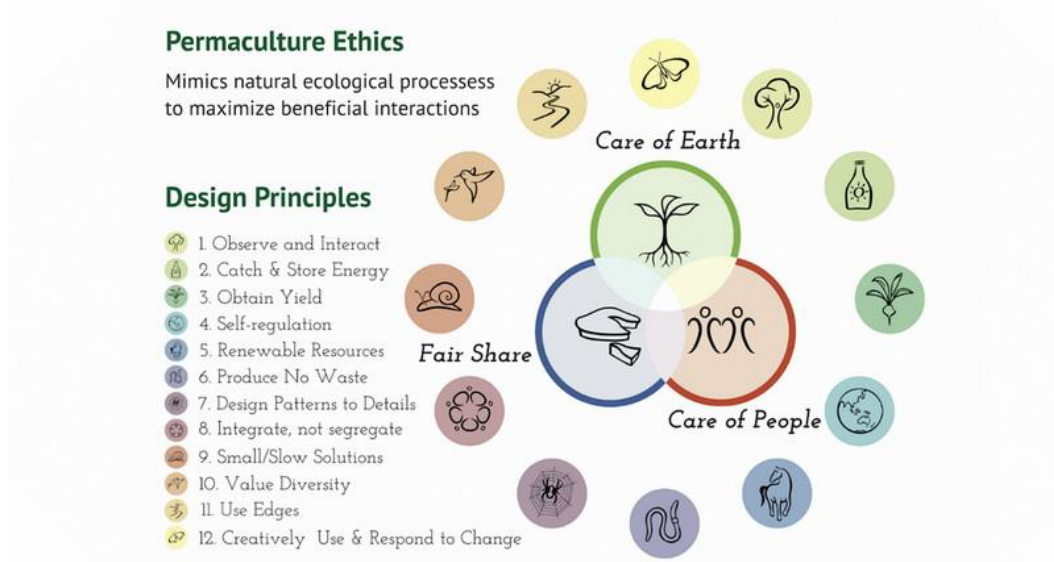 Permaculture Ethics
Mimics natural ecological processess
to maximize beneficial interactions
Design Principles
1. Observe and Interact
2. Catch & Store Energy
3. Obtain Yield
4. Self-regulation
5. Renewable Resources
6. Produce No Waste
7. Design Patterns to Details
8. Integrate, not segregate
9. Small/Slow Solutions
10. Value Diversity
11. Use Edges
12. Creatively Use & Respond to Change
Care of Earth
Fair Share
Care of People